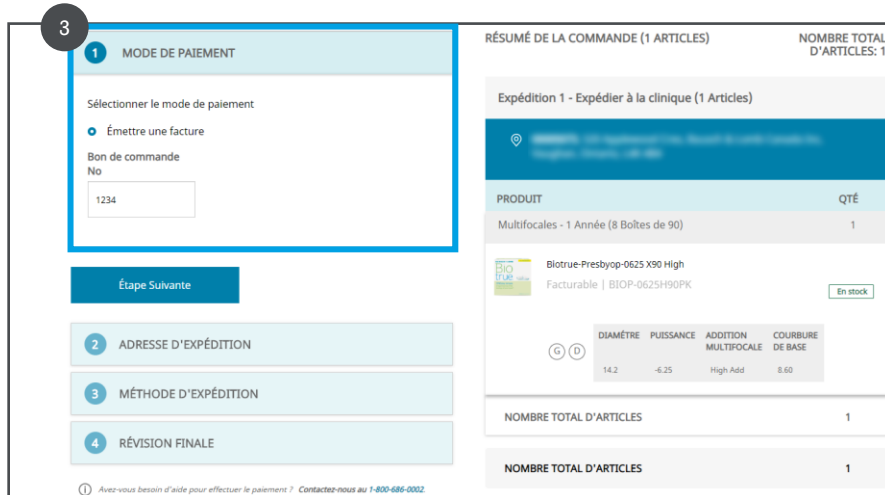 3
1 MODE DE PAIEMENT
Sélectionner le mode de paiement
Émettre une facture
Bon de commande
No
1234
Étape Suivante
2 ADRESSE D'EXPÉDITION
3 MÉTHODE D'EXPÉDITION
4 RÉVISION FINALE
Avez-vous besoin d'aide pour effectuer le paiement ? Contactez-nous au 1-800-686-0002.
RÉSUMÉ DE LA COMMANDE (1 ARTICLES)
NOMBRE TOTAL
D'ARTICLES: 1
Expédition 1 - Expédier à la clinique (1 Articles)
PRODUIT QTÉ
Multifocales - 1 Année (8 Boîtes de 90) 1
Bio
true
Biotrue-Presbyop-0625 X90 High
Facturable | BIOP-0625H90PK
En stock
G D
DIAMÉTRE PUISSANCE ADDITION MULTIFOCALE COURBURE DE BASE
14.2 -6.25 High Add 8.60
NOMBRE TOTAL D'ARTICLES 1
NOMBRE TOTAL D'ARTICLES 1